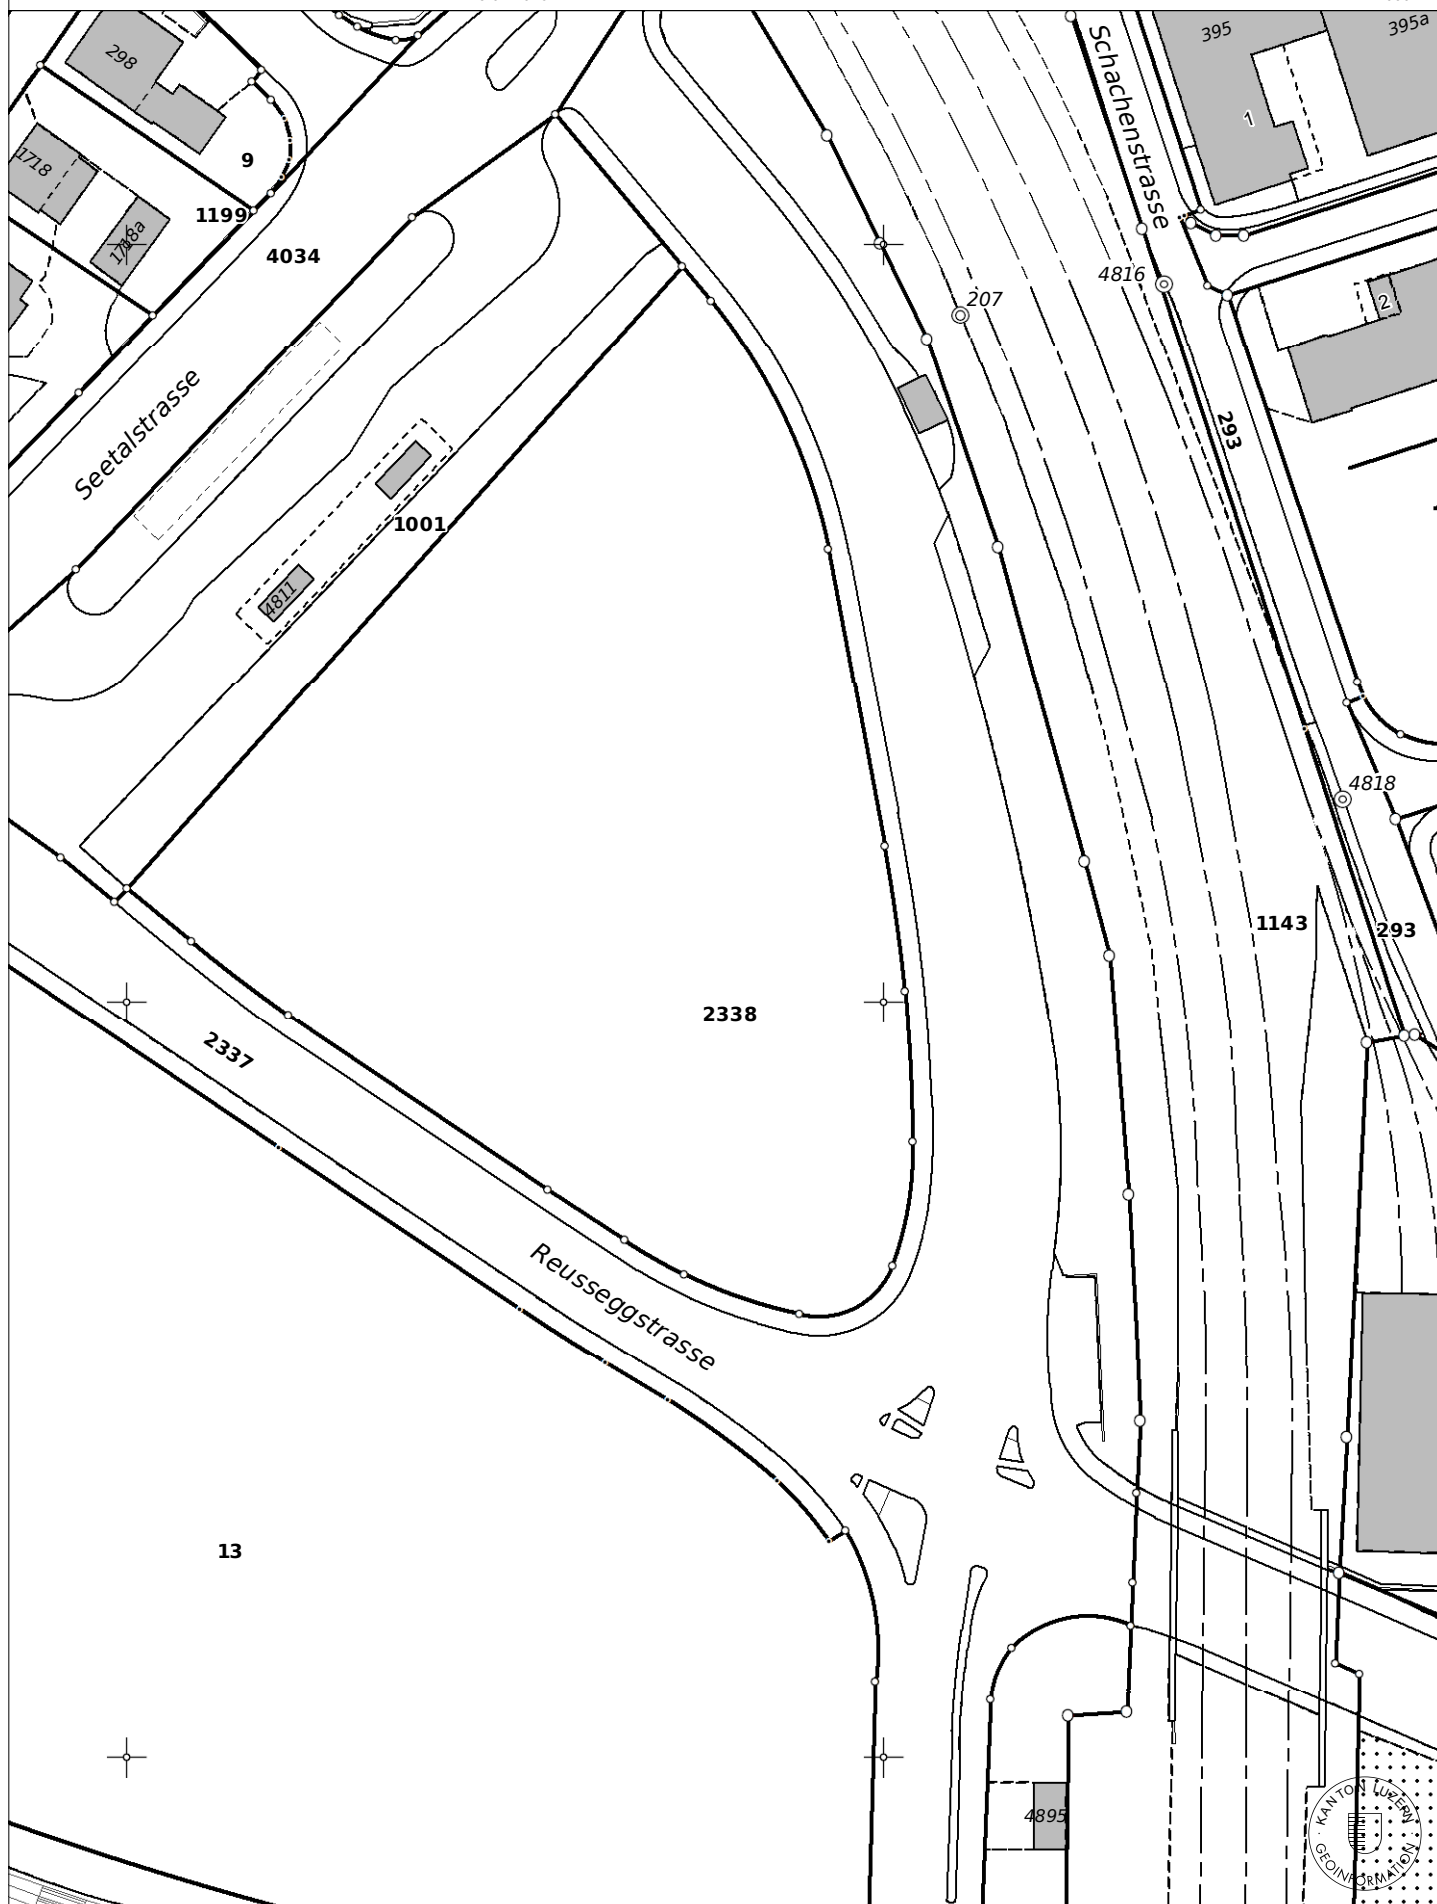 395
395a
298
Schachenstrasse
1
1718
9
1199
1718a
4034
4816
207
2
Seetalstrasse
293
1001
4811
4818
1143
293
2338
2337
Reusseggstrasse
13
4895
KANTON LUZERN
GEOINFORMATION